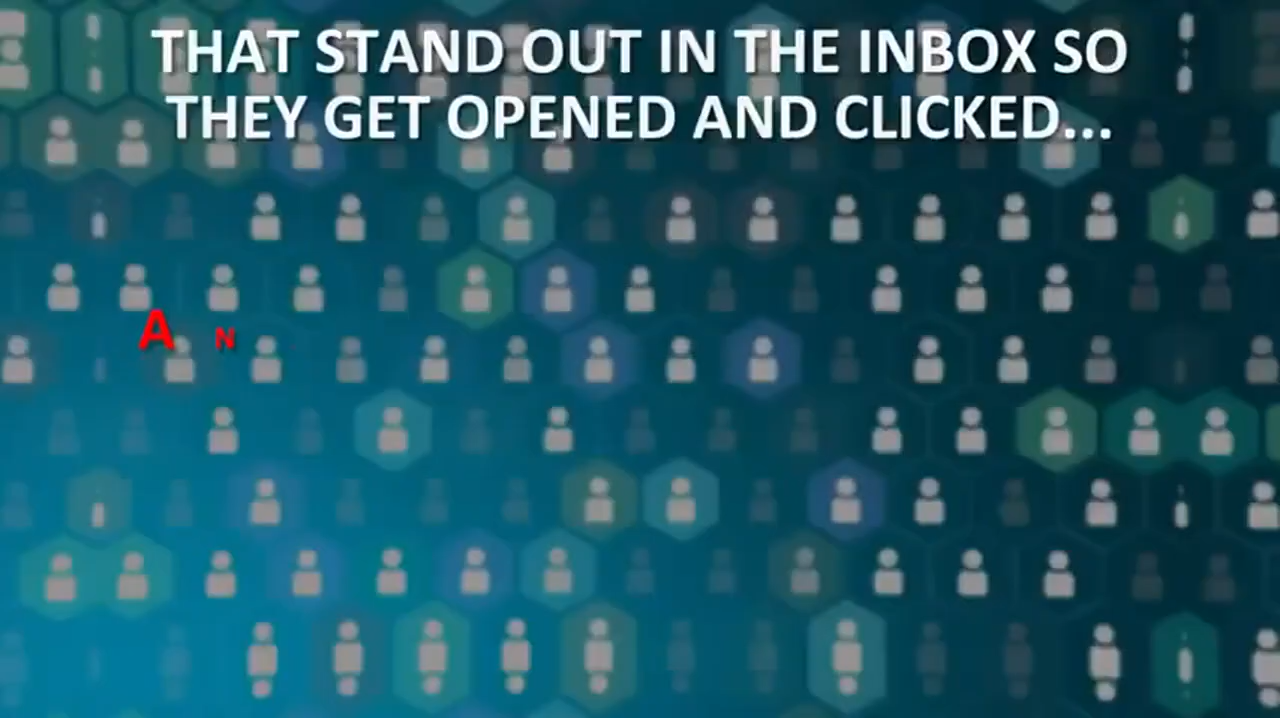 THAT STAND OUT IN THE INBOX SO
THEY GET OPENED AND CLICKED...
A N